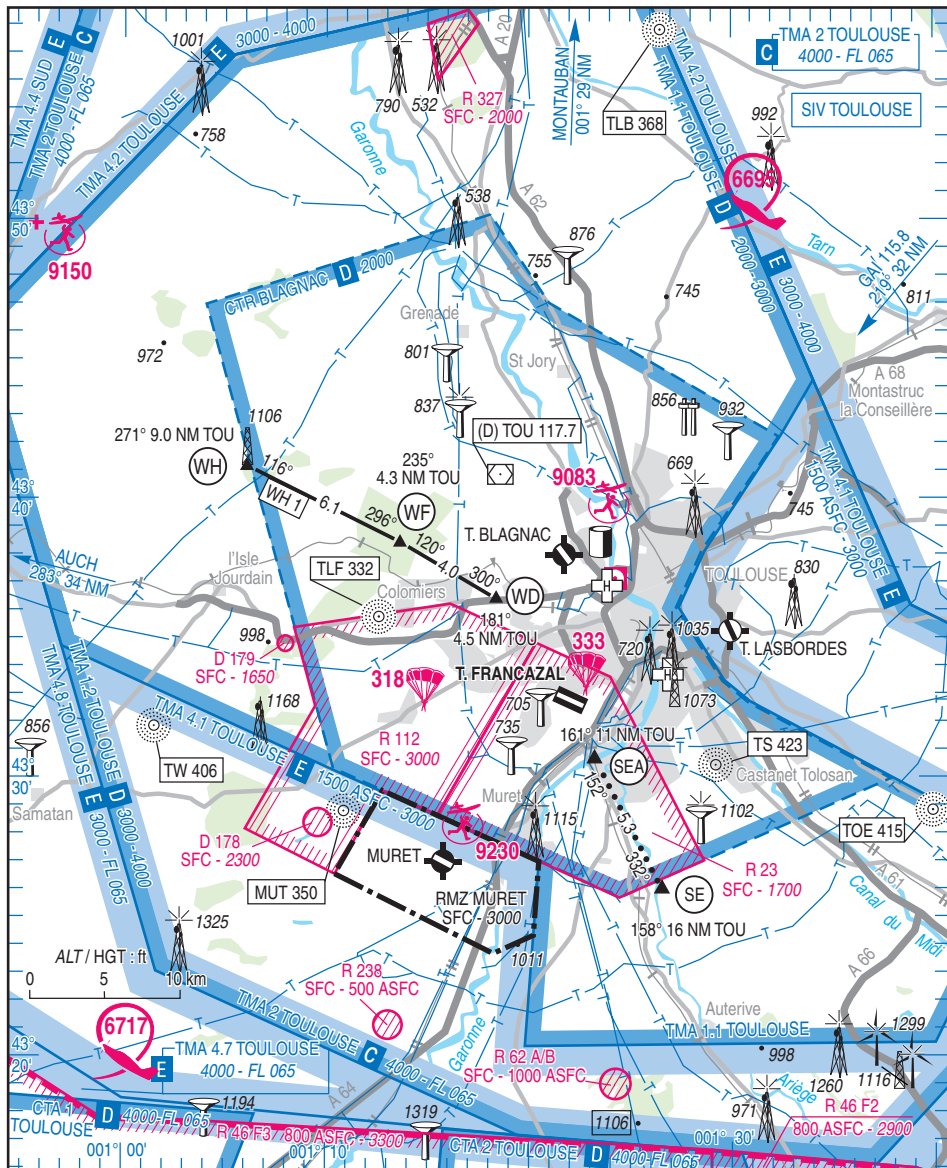 1001
3000 - 4000
E
A 20
TMA 4.4 SUD E
TMA 2 TOULOUSE C
4000 - FL 065
TMA 4.2 TOULOUSE
758
790
532
R 327
SFC - 2000
MONTAUBAN
001° 29 NM
TLB 368
TMA 4.2 TOULOUSE
TMA 1.1 TOULOUSE
D
2000-3000
E
3000 - 4000
C
TMA 2 TOULOUSE
4000 - FL 065
SIV TOULOUSE
992
6695
Garonne
43°
50'
9150
538
A 62
876
755
745
Tarn
GAI 115.8
219° 32 NM
811
CTR BLAGNAC D 2000
972
Grenade
801
St Jory
837
856
932
A 68
Montastruc
la Conseillère
1106
271° 9.0 NM TOU
WH
116°
WH 1
6.1
296°
(D) TOU 117.7
235°
4.3 NM TOU
WF
120°
4.0
300°
9083
669
745
TMA 4.1 TOULOUSE
1500 ASFC - 3000
E
43°
40'
T. BLAGNAC
AUCH
283° 34 NM
l'Isle
Jourdain
TLF 332
Colomiers
WD
181°
4.5 NM TOU
TOULOUSE
830
T. LASBORDES
998
D 179
SFC - 1650
318
T. FRANCAZAL
333
720
1035
H
1073
1168
TMA 1.2 TOULOUSE
TMA 4.8 TOULOUSE
D
3000-4000
E
3000 - FL 065
TMA 4.1 TOULOUSE
E
1500 ASFC - 3000
856
43°
30'
Samatan
TW 406
R 112
SFC - 3000
705
735
161° 11 NM TOU
SEA
152°
5.3
332°
TS 423
Castanet Tolosan
Muret
D 178
SFC - 2300
1115
1102
TOE 415
9230
MURET
MUT 350
R 23
SFC - 1700
A 61
RMZ MURET
SFC - 3000
SE
158° 16 NM TOU
Canal du Midi
1325
1011
A 66
ALT / HGT : ft
0
5
10 km
R 238
SFC - 500 ASFC
TMA 2 TOULOUSE
C
4000 - FL 065
Garonne
Auterive
TMA 1.1 TOULOUSE
6717
E
TMA 4.7 TOULOUSE
4000 - FL 065
43°
20'
998
1299
R 62 A/B
SFC - 1000 ASFC
Ariège
1260
1116
A 64
CTA 1
TOULOUSE
D
4000-FL 065
1194
R 46 F3
800 ASFC - 3300
1319
1106
971
R 46 F2
800 ASFC - 2900
CTA 2 TOULOUSE
D
4000-FL 065
001° 00'
001° 10'
001° 30'